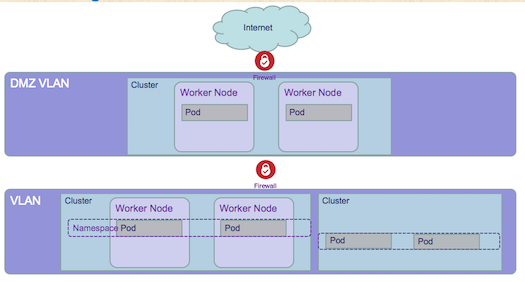 Internet
Firewall
DMZ VLAN
Cluster
Worker Node
Worker Node
Pod
Pod
Firewall
VLAN
Cluster
Cluster
Worker Node
Worker Node
Namespace Pod
Pod
Pod
Pod